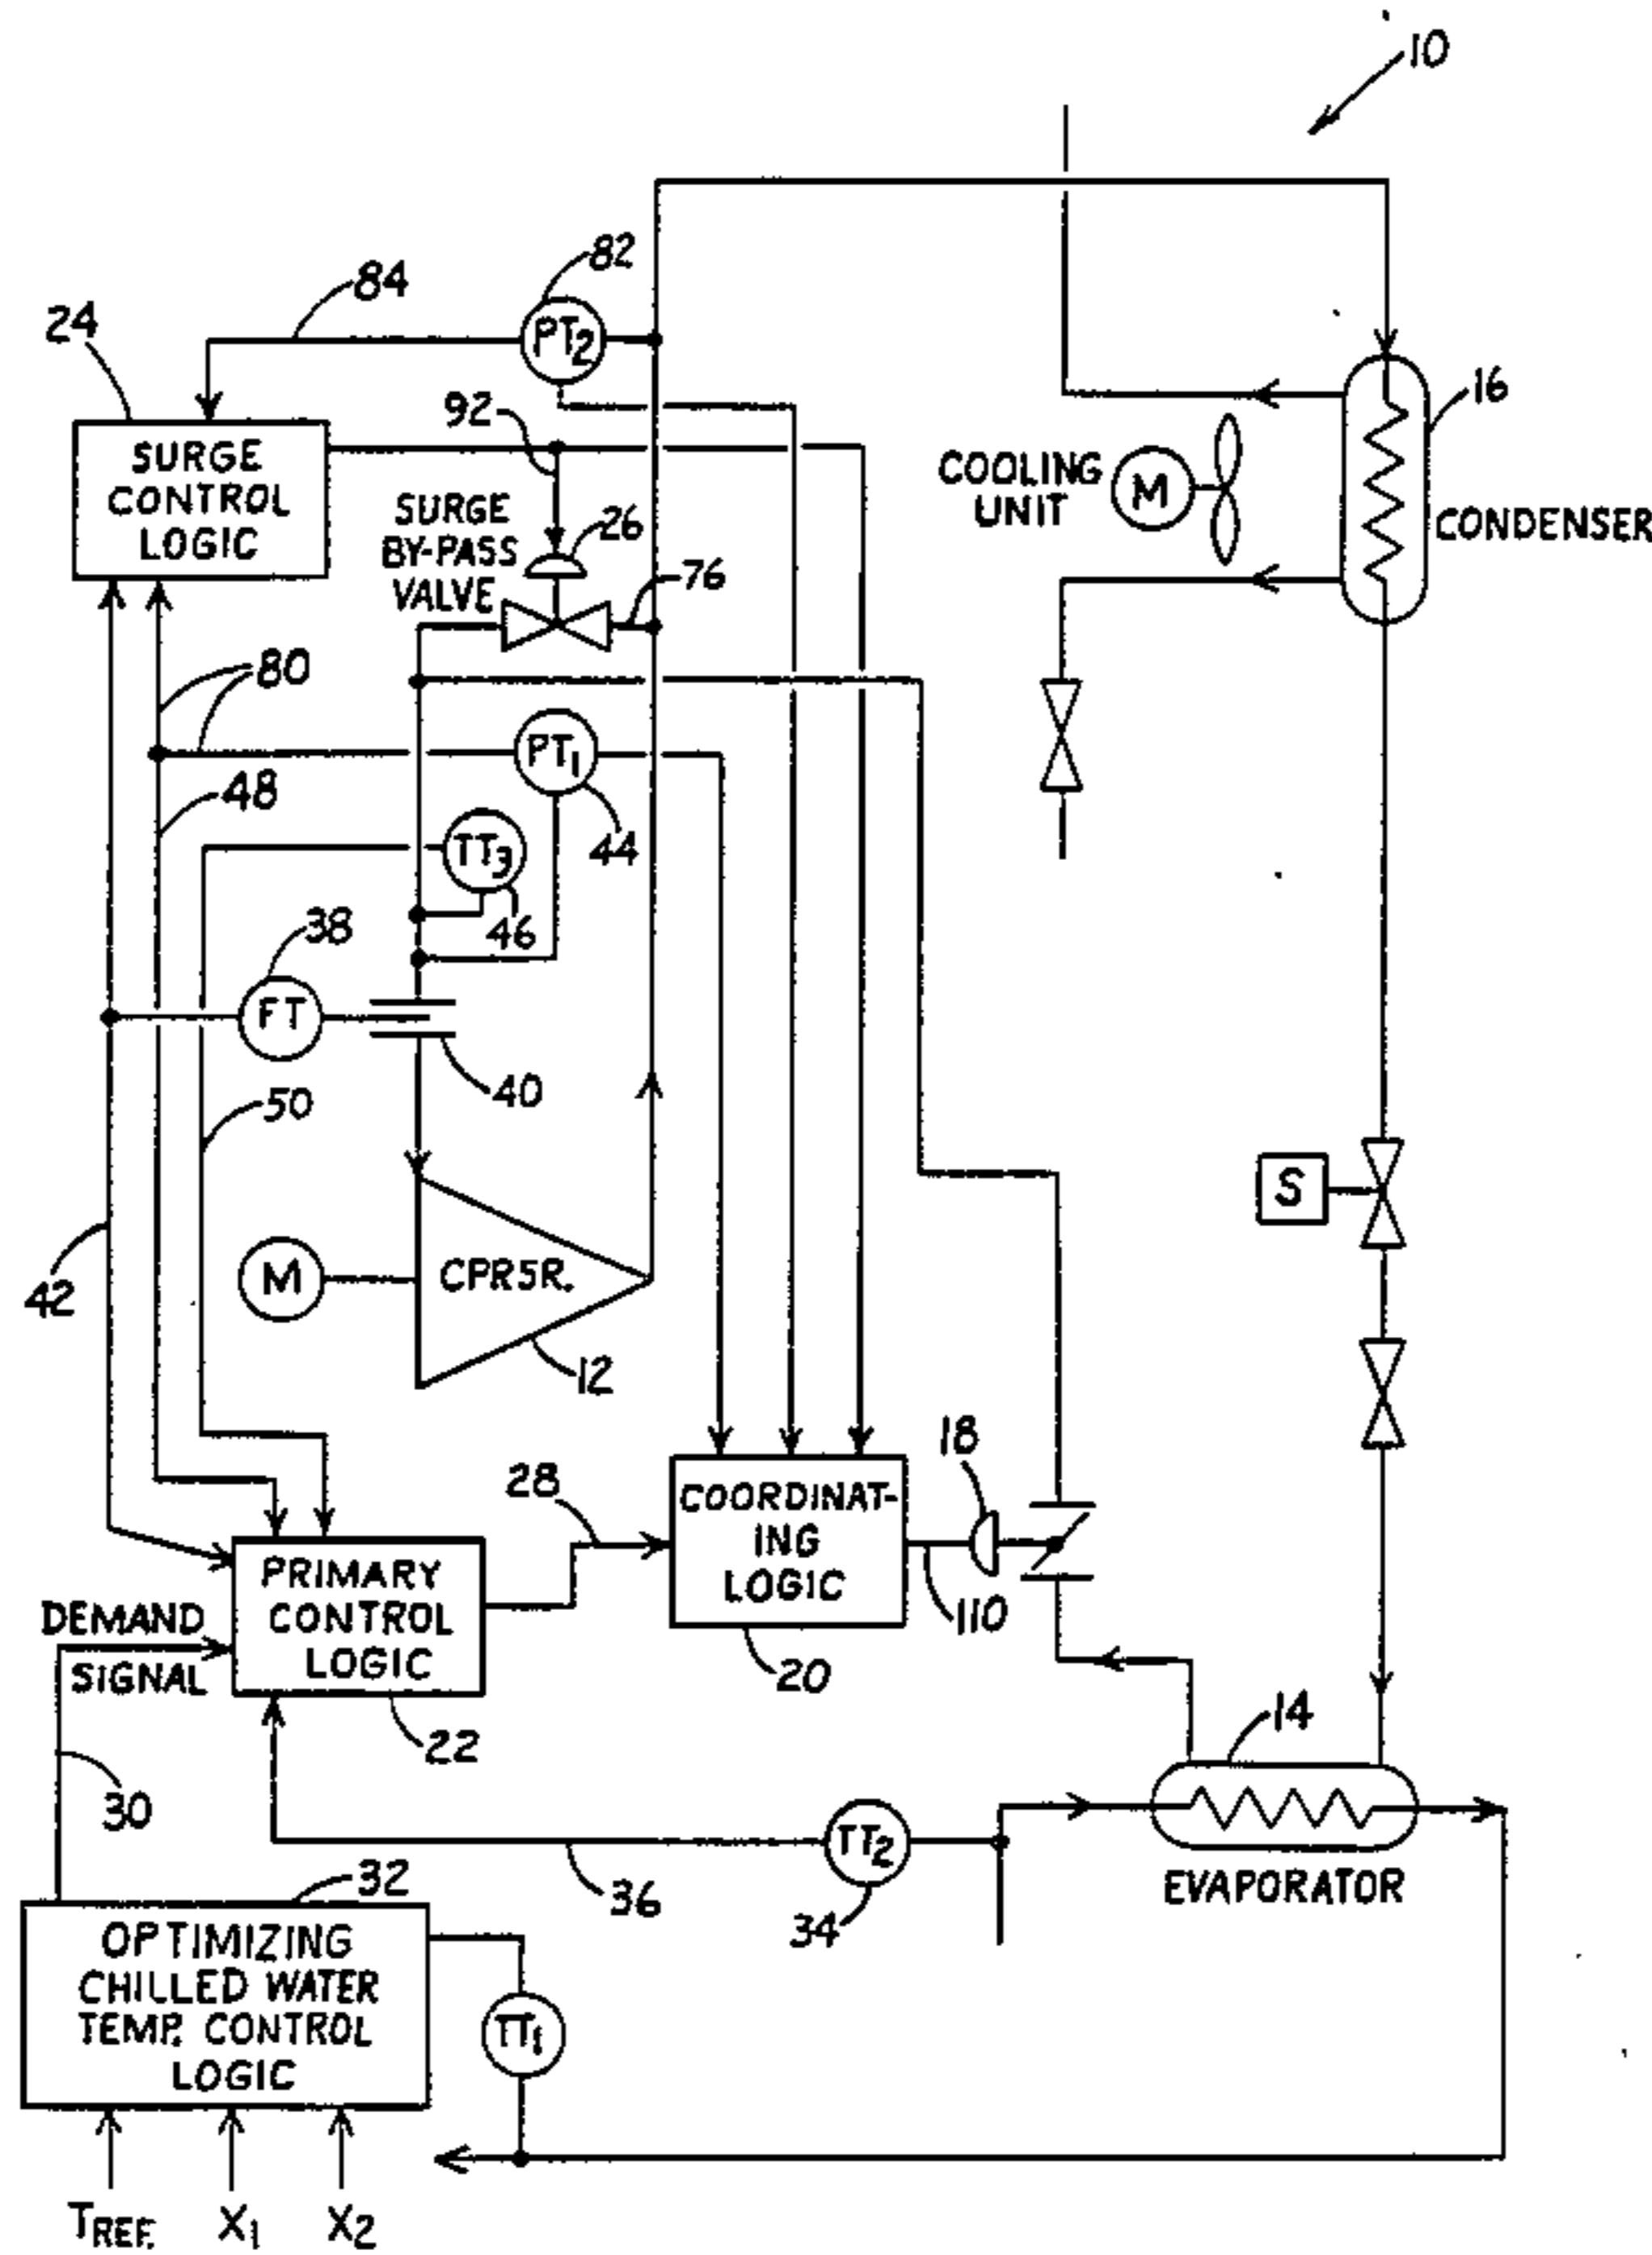 10
82
84
PT2
24
92
16
SURGE
CONTROL
LOGIC
COOLING
UNIT
M
CONDENSER
SURGE
BY-PASS
VALVE
26
76
80
PT1
48
44
TT3
46
38
FT
40
50
S
42
M
CPRSR.
12
18
28
COORDINAT-
ING
LOGIC
110
20
PRIMARY
CONTROL
LOGIC
DEMAND
SIGNAL
22
14
30
TT2
EVAPORATOR
36
34
32
OPTIMIZING
CHILLED WATER
TEMP. CONTROL
LOGIC
TT1
TREF.
X1
X2